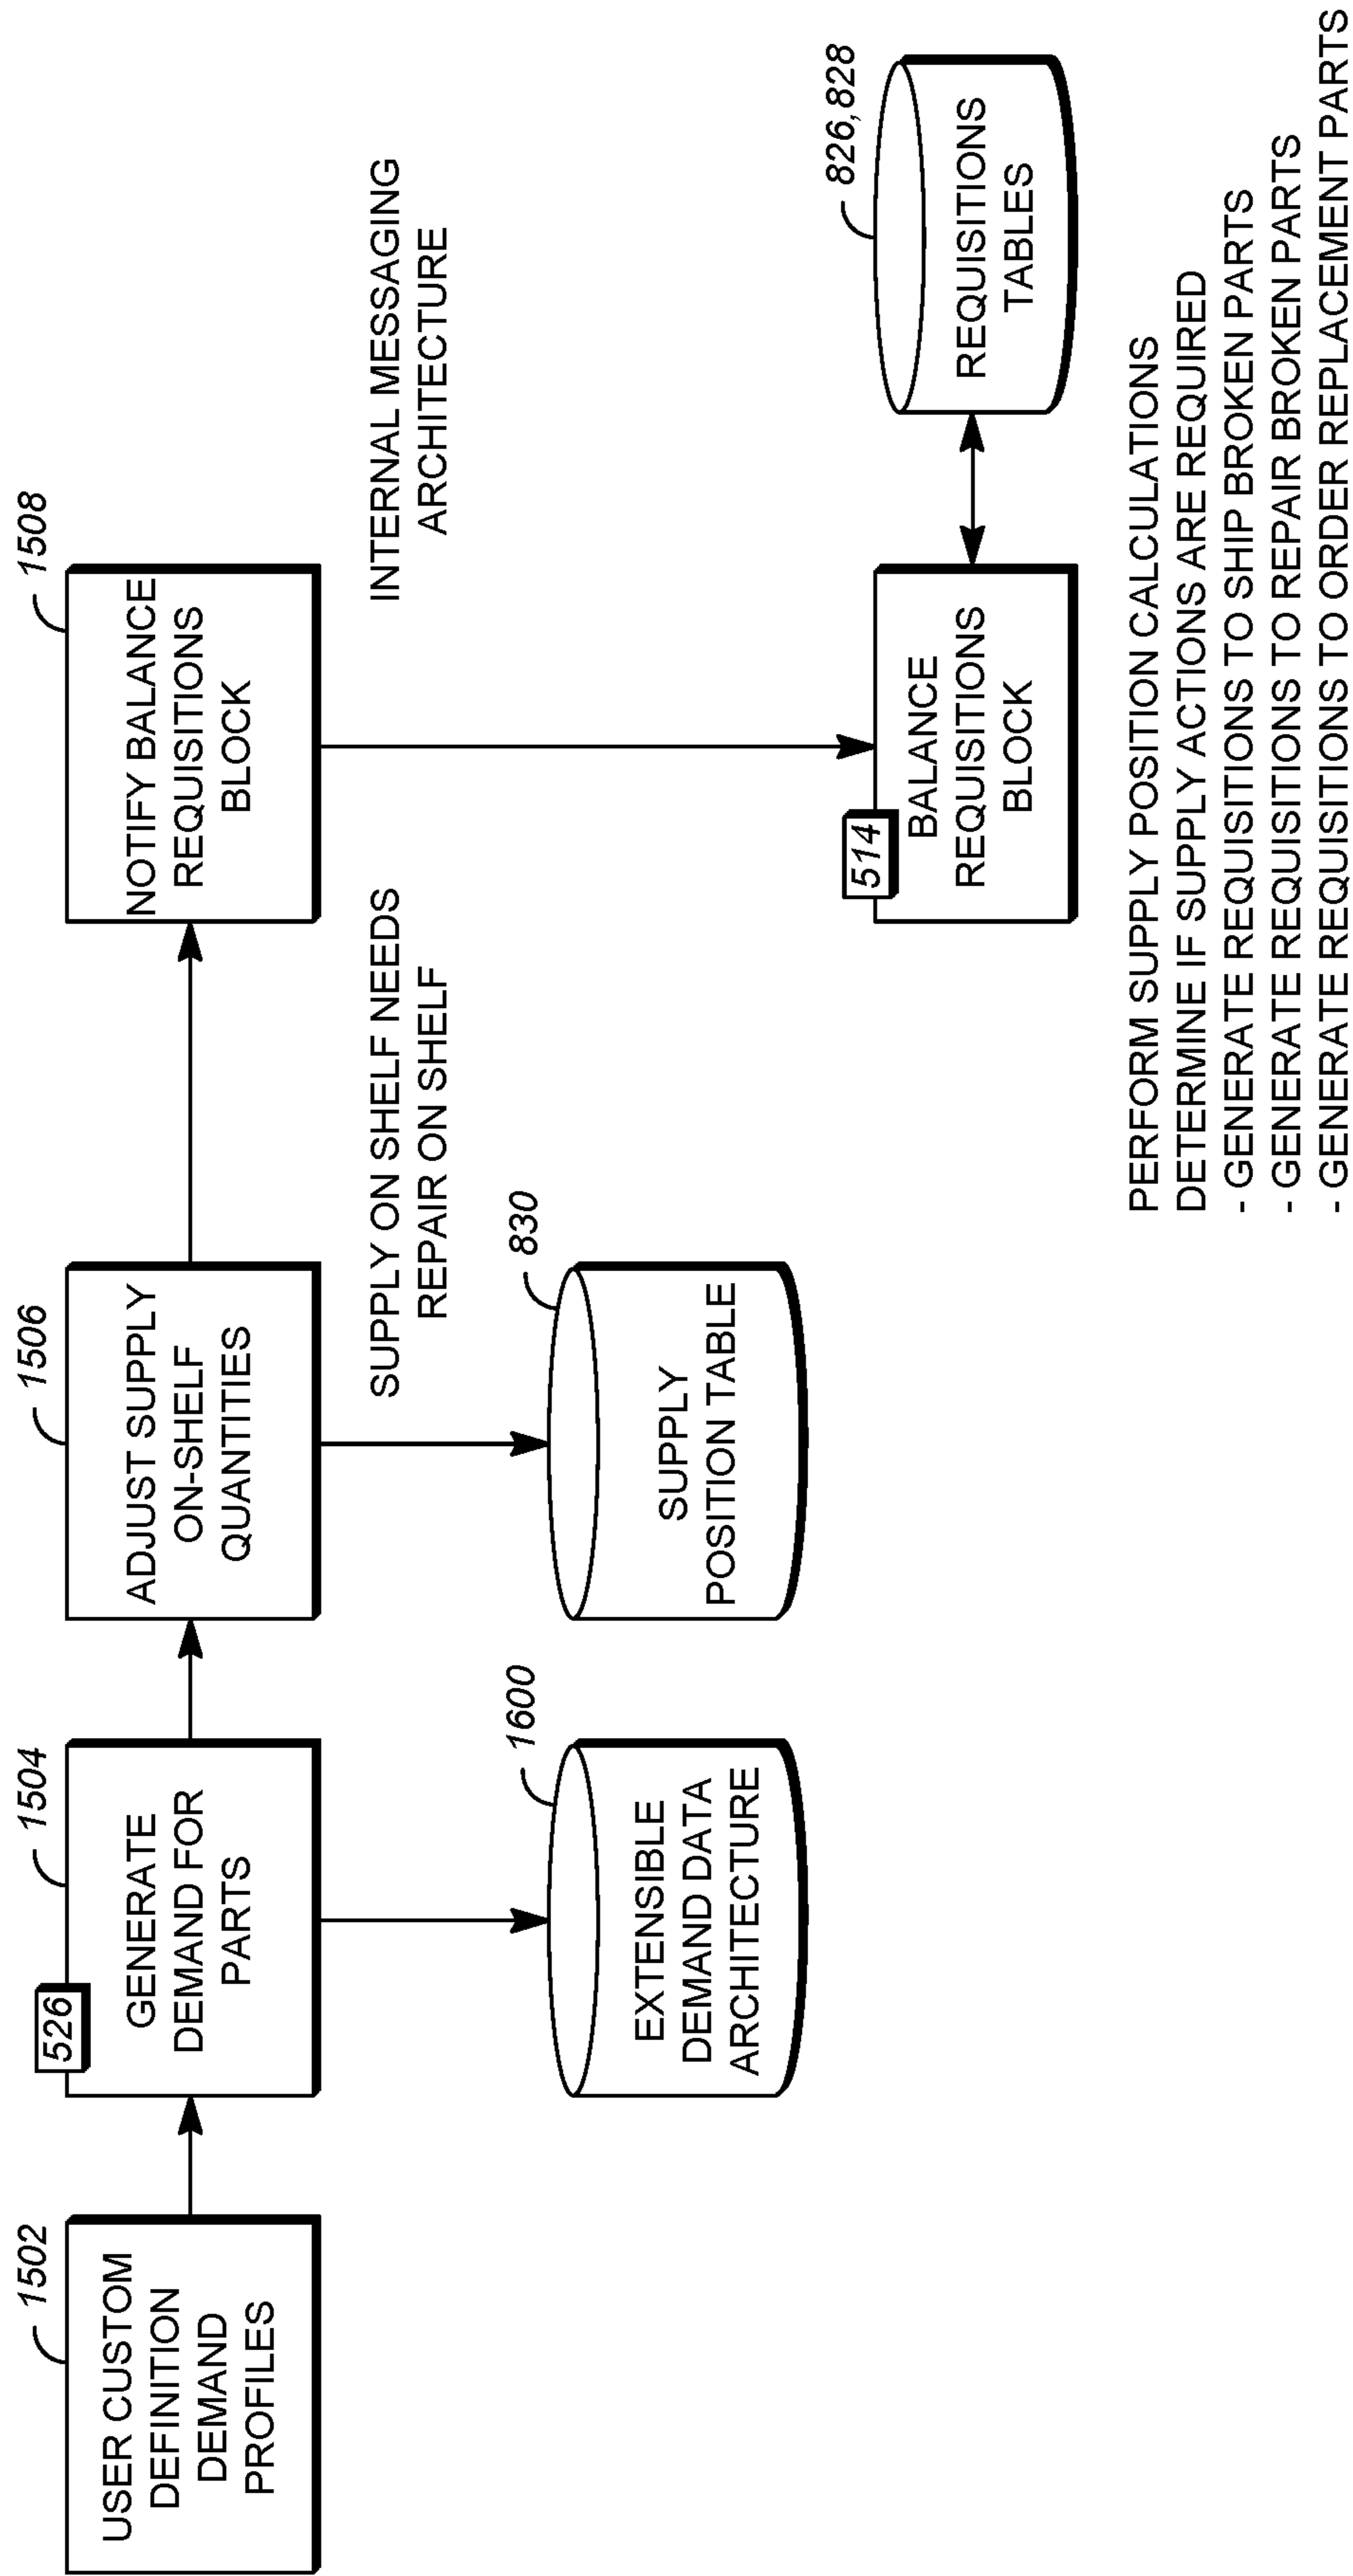 1502
USER CUSTOM
DEFINITION
DEMAND
PROFILES
1504
526
GENERATE
DEMAND FOR
PARTS
1506
ADJUST SUPPLY
ON-SHELF
QUANTITIES
1508
NOTIFY BALANCE
REQUISITIONS
BLOCK
1600
EXTENSIBLE
DEMAND DATA
ARCHITECTURE
830
SUPPLY
POSITION TABLE
SUPPLY ON SHELF NEEDS
REPAIR ON SHELF
INTERNAL MESSAGING
ARCHITECTURE
514
BALANCE
REQUISITIONS
BLOCK
826,828
REQUISITIONS
TABLES
PERFORM SUPPLY POSITION CALCULATIONS
DETERMINE IF SUPPLY ACTIONS ARE REQUIRED
- GENERATE REQUISITIONS TO SHIP BROKEN PARTS
- GENERATE REQUISITIONS TO REPAIR BROKEN PARTS
- GENERATE REQUISITIONS TO ORDER REPLACEMENT PARTS